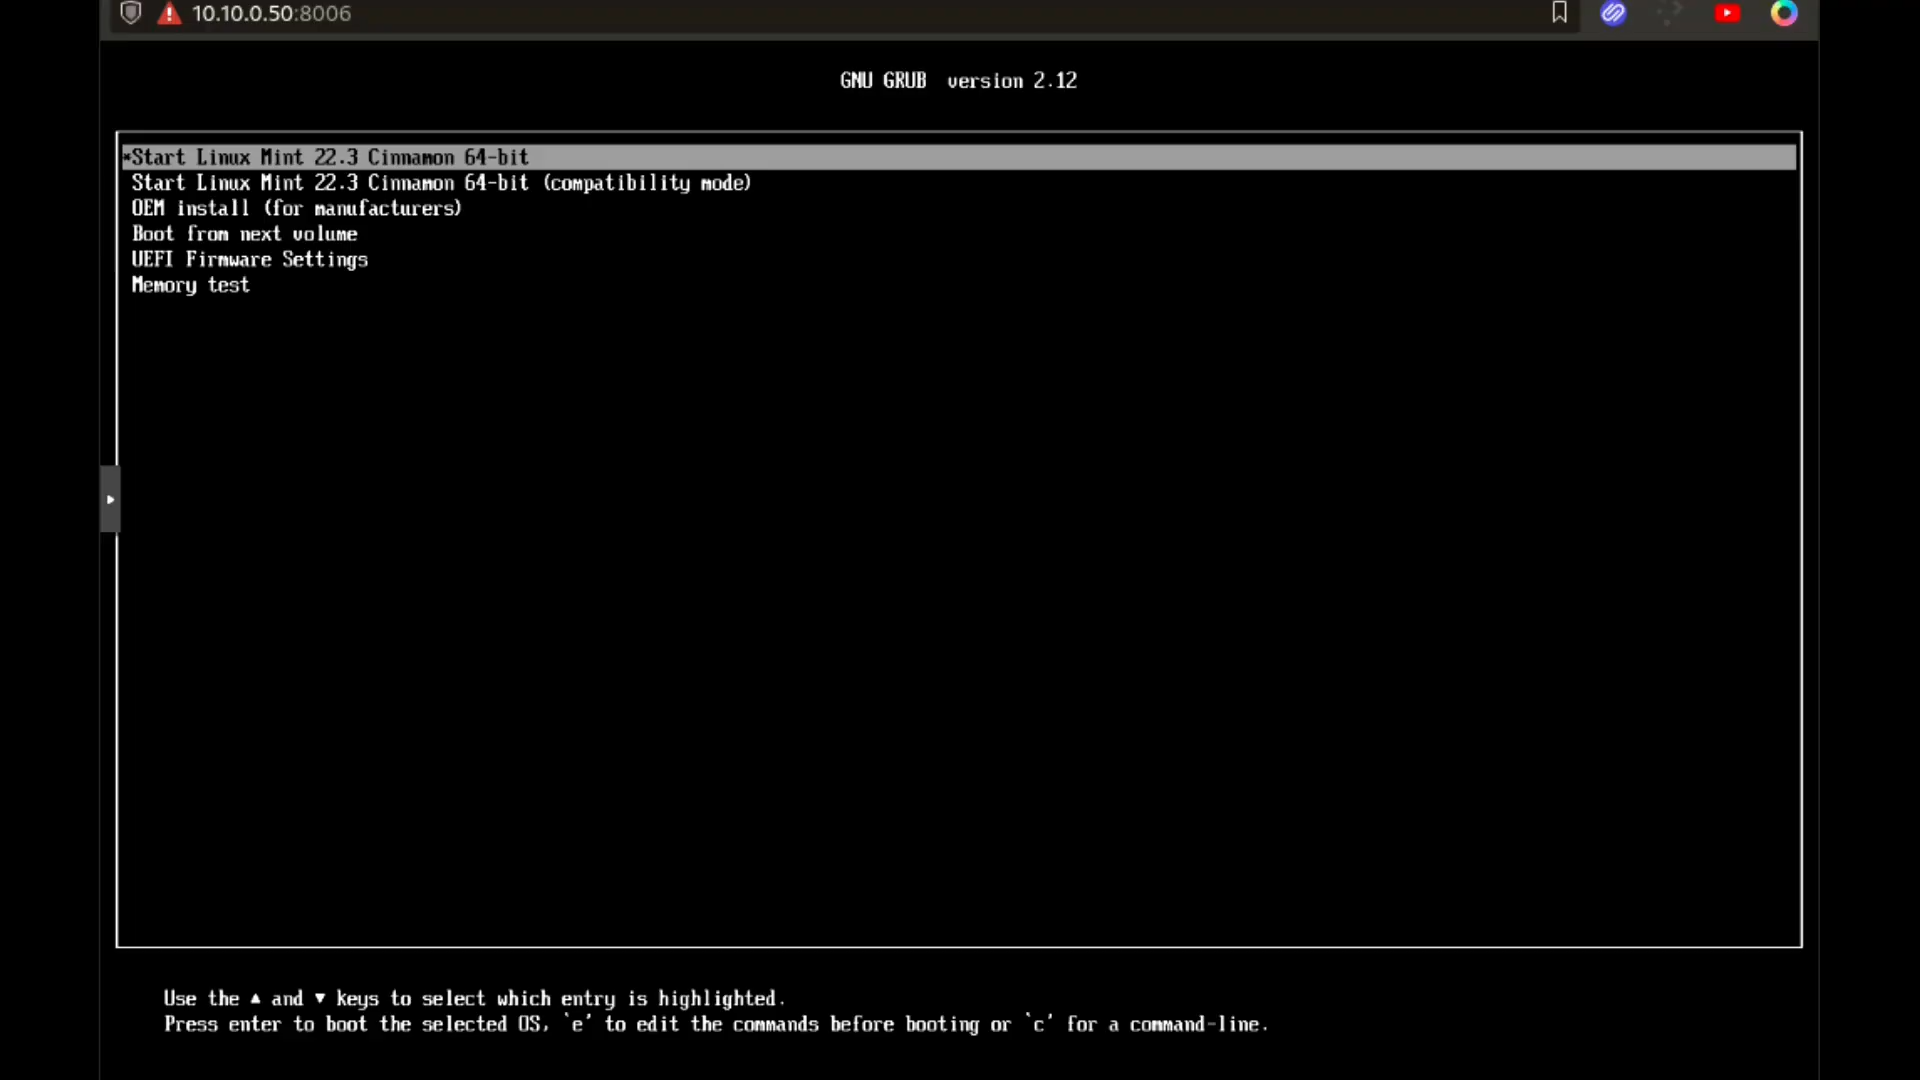 10.10.0.50:8006
GNU GRUB version 2.12
*Start Linux Mint 22.3 Cinnamon 64-bit
Start Linux Mint 22.3 Cinnamon 64-bit (compatibility mode)
OEM install (for manufacturers)
Boot from next volume
UEFI Firmware Settings
Memory test
Use the ▲ and ▼ keys to select which entry is highlighted.
Press enter to boot the selected OS, `e' to edit the commands before booting or `c' for a command-line.